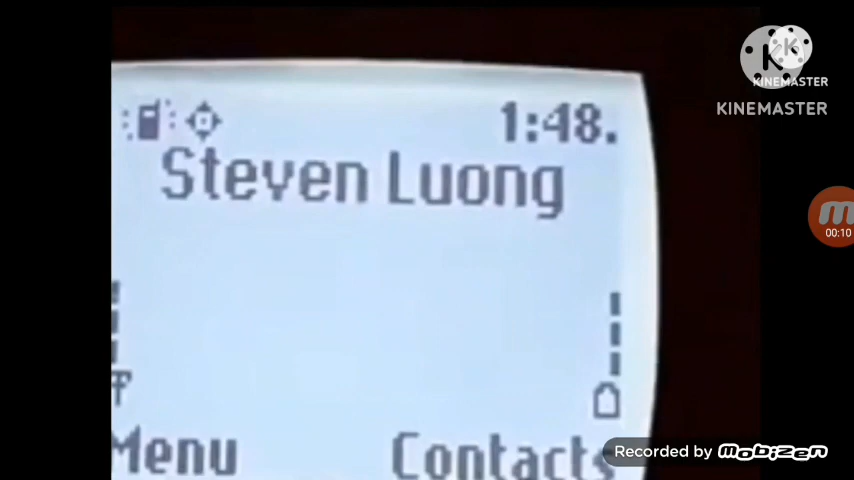 KINEMASTER
KINEMASTER
1:48.
Steven Luong
00:10
Menu
Contacts
Recorded by mobizen